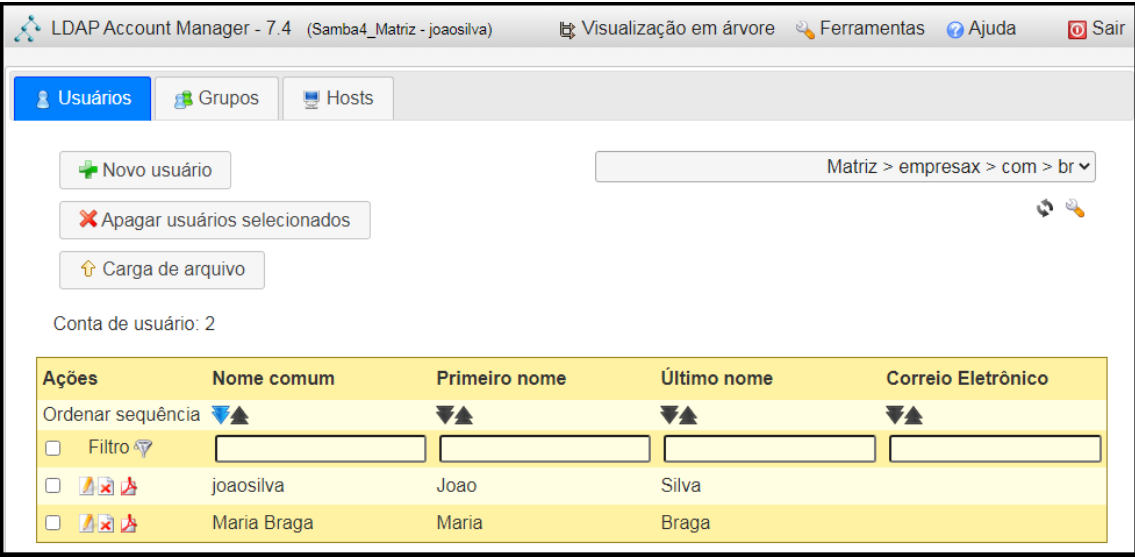 LDAP Account Manager - 7.4 (Samba4_Matriz - joaosilva) Visualização em árvore Ferramentas Ajuda Sair
Usuários Grupos Hosts
Novo usuário Matriz > empresax > com > br
Apagar usuários selecionados
Carga de arquivo
Conta de usuário: 2
Ações Nome comum Primeiro nome Último nome Correio Eletrônico
Ordenar sequência
Filtro
joaosilva Joao Silva
Maria Braga Maria Braga